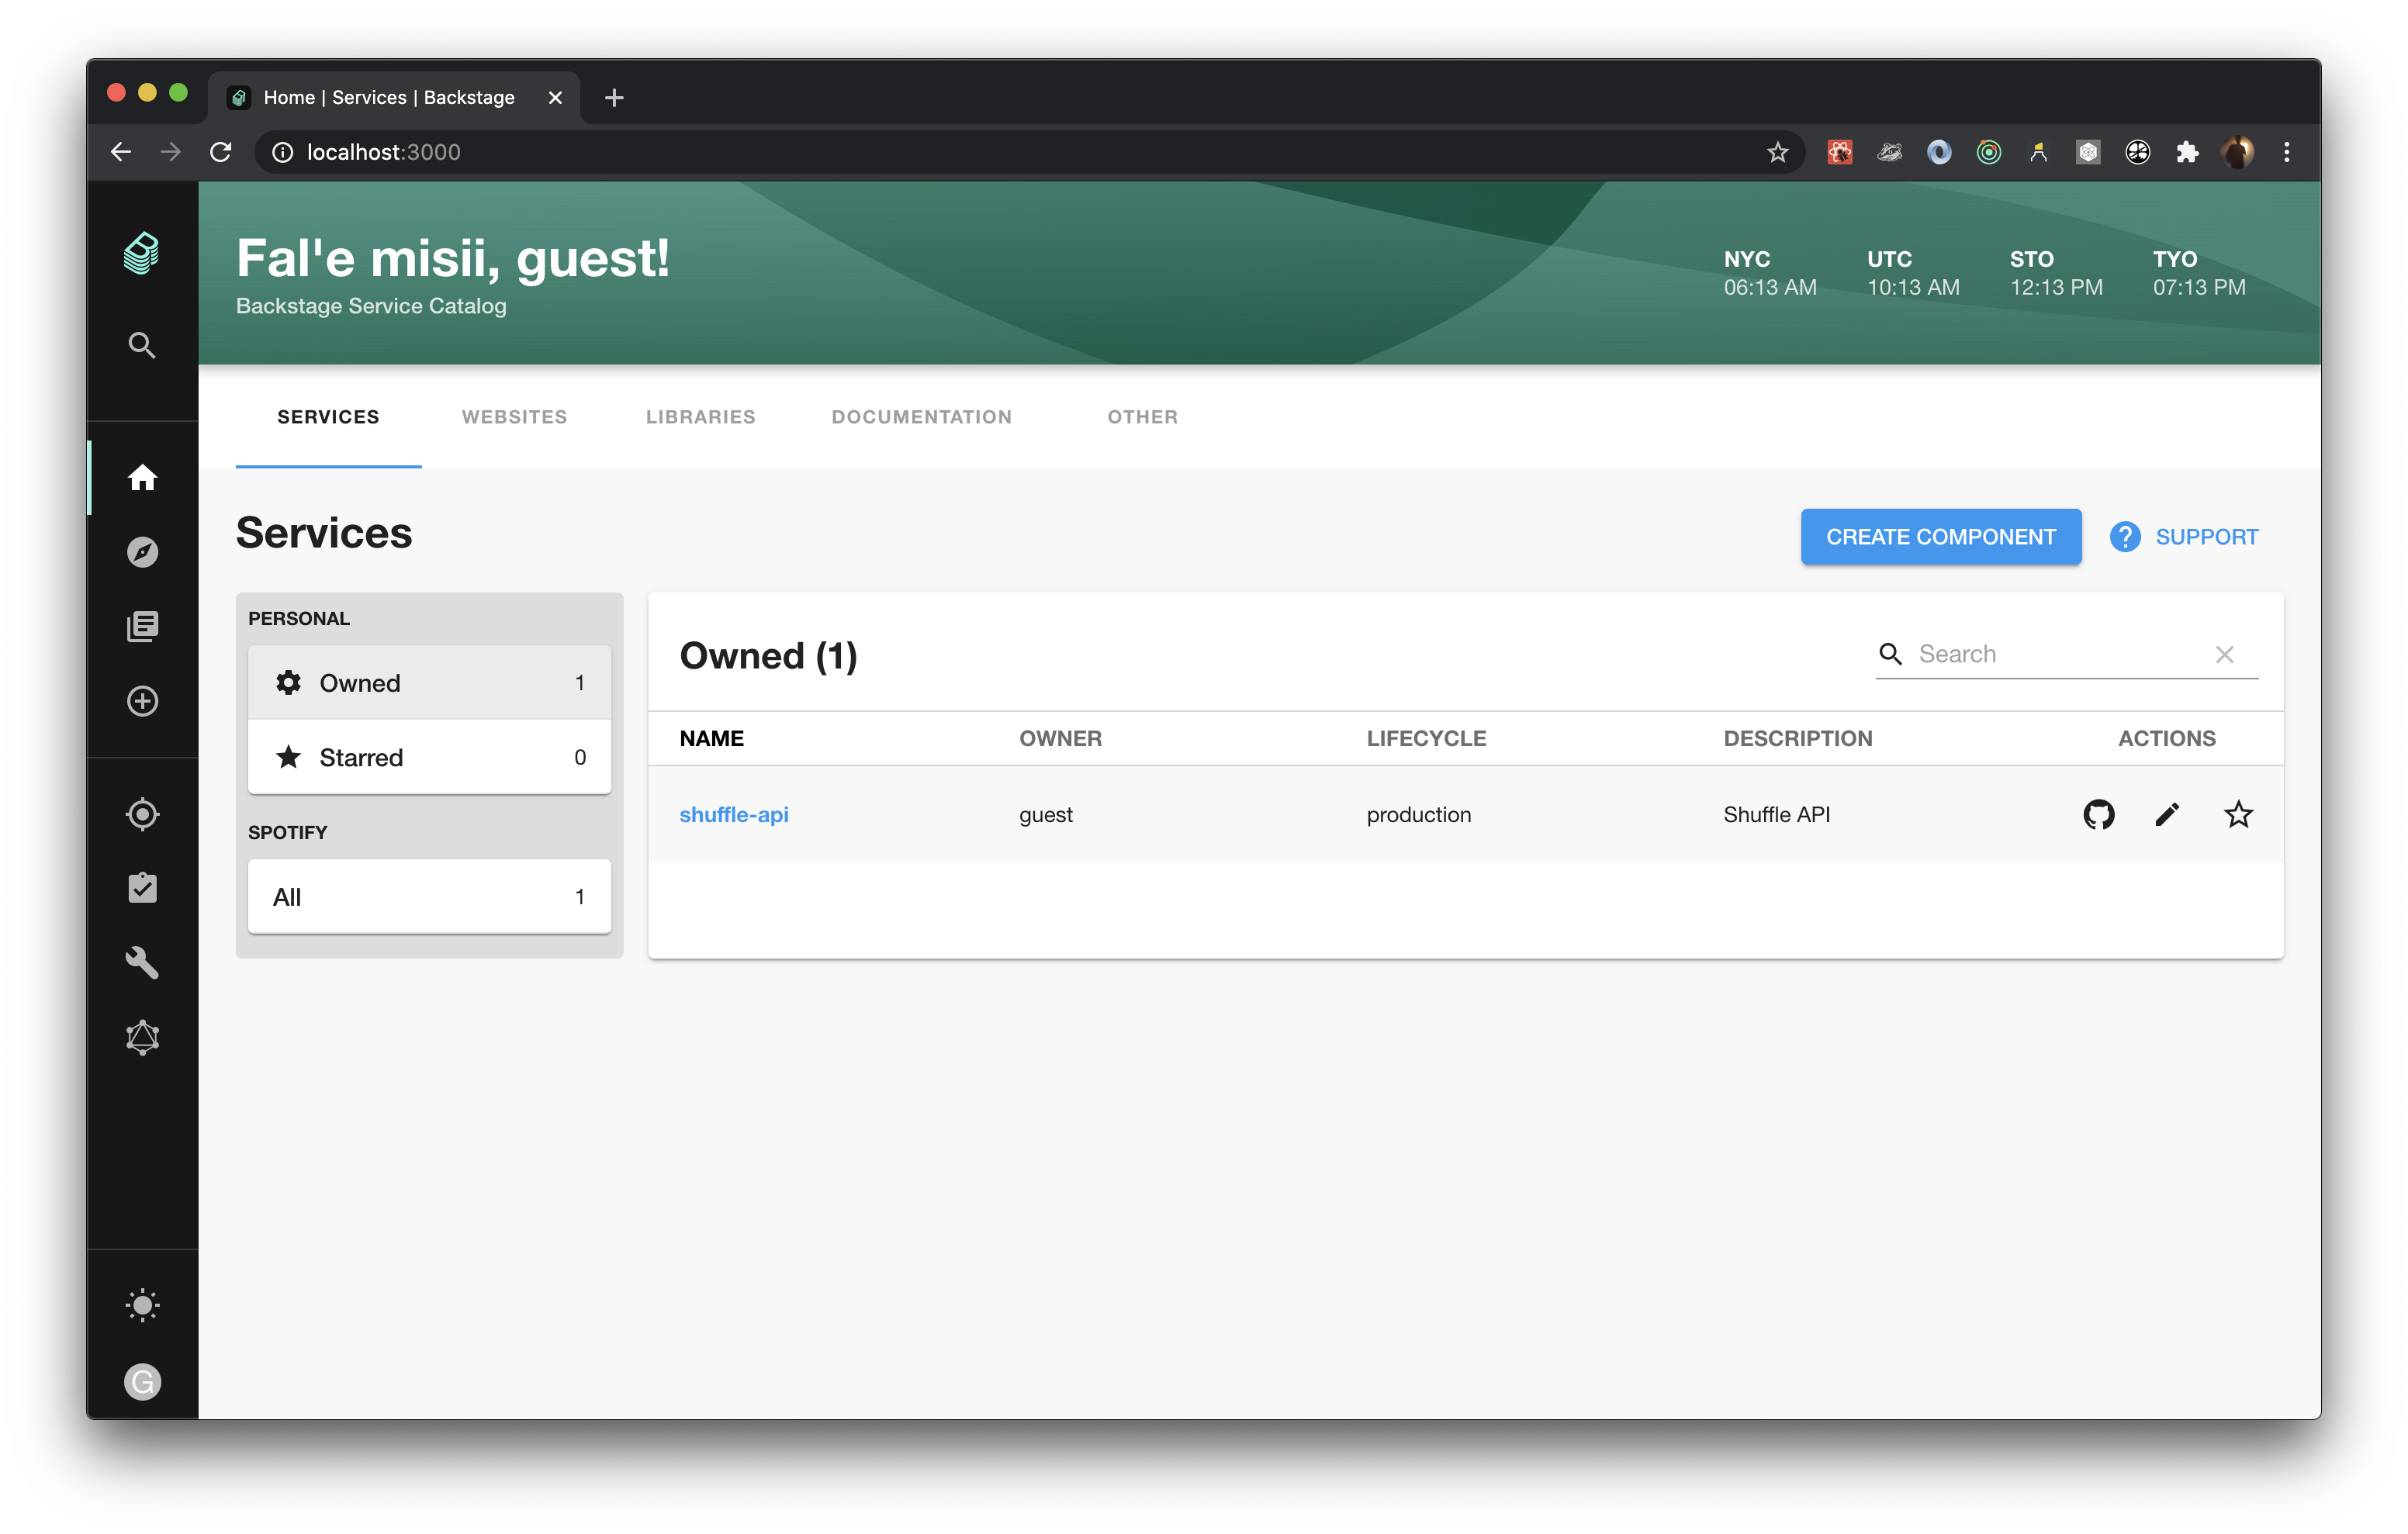 Home | Services | Backstage
localhost:3000
Fal'e misii, guest!
Backstage Service Catalog
NYC UTC STO TYO
06:13 AM 10:13 AM 12:13 PM 07:13 PM
SERVICES WEBSITES LIBRARIES DOCUMENTATION OTHER
Services
CREATE COMPONENT SUPPORT
PERSONAL
Owned 1
Starred 0
SPOTIFY
All 1
Owned (1)
Search
NAME OWNER LIFECYCLE DESCRIPTION ACTIONS
shuffle-api guest production Shuffle API
G